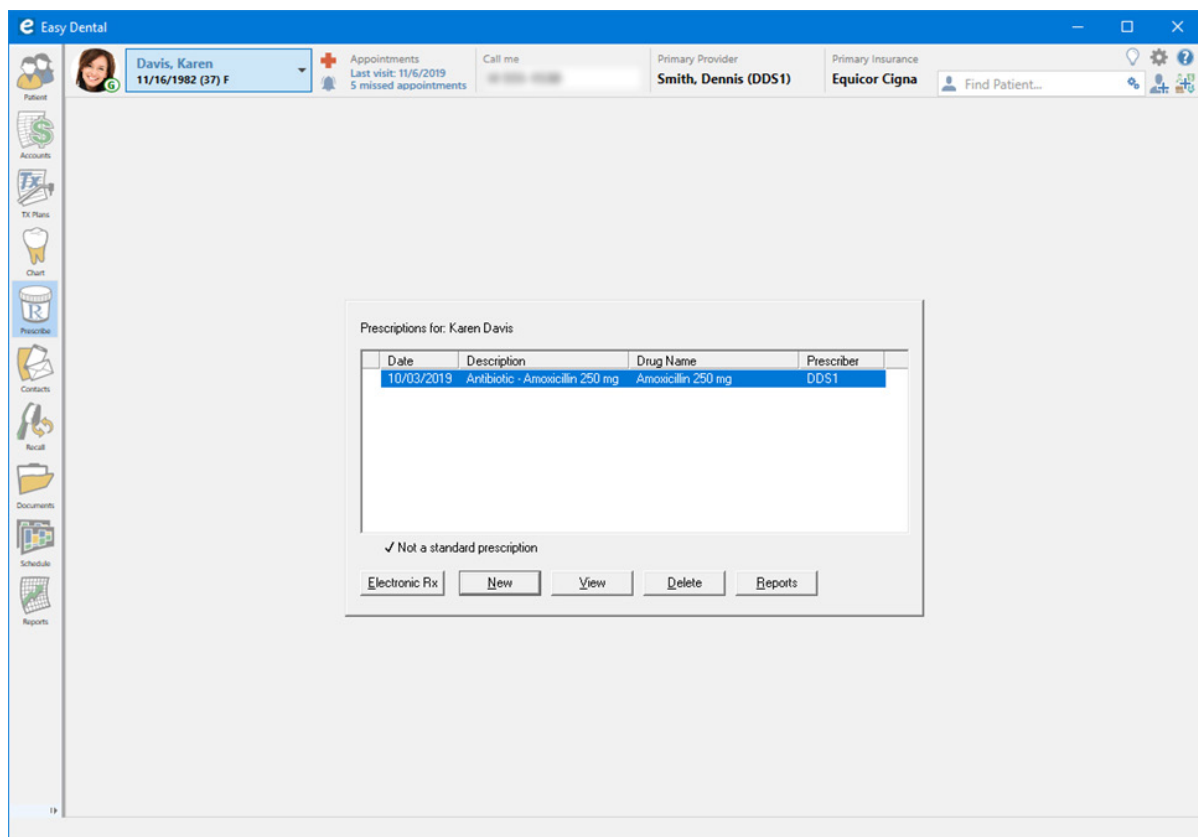 Easy Dental
Davis, Karen
11/16/1982 (37) F
Appointments
Last visit: 11/6/2019
5 missed appointments
Call me
Primary Provider
Smith, Dennis (DDS1)
Primary Insurance
Equicor Cigna
Find Patient...
G
Patient
Accounts
TX Plans
Chart
Prescribe
Contacts
Recall
Documents
Schedule
Reports
Prescriptions for: Karen Davis
Date Description Drug Name Prescriber
10/03/2019 Antibiotic - Amoxicillin 250 mg Amoxicillin 250 mg DDS1
✓ Not a standard prescription
Electronic Rx New View Delete Reports